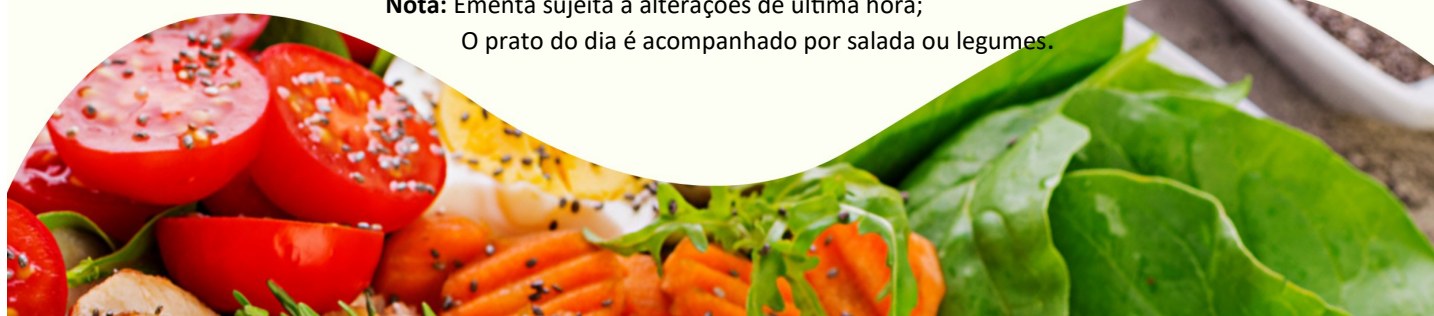 Nota: Ementa sujeita a alterações de última hora;
O prato do dia é acompanhado por salada ou legumes.